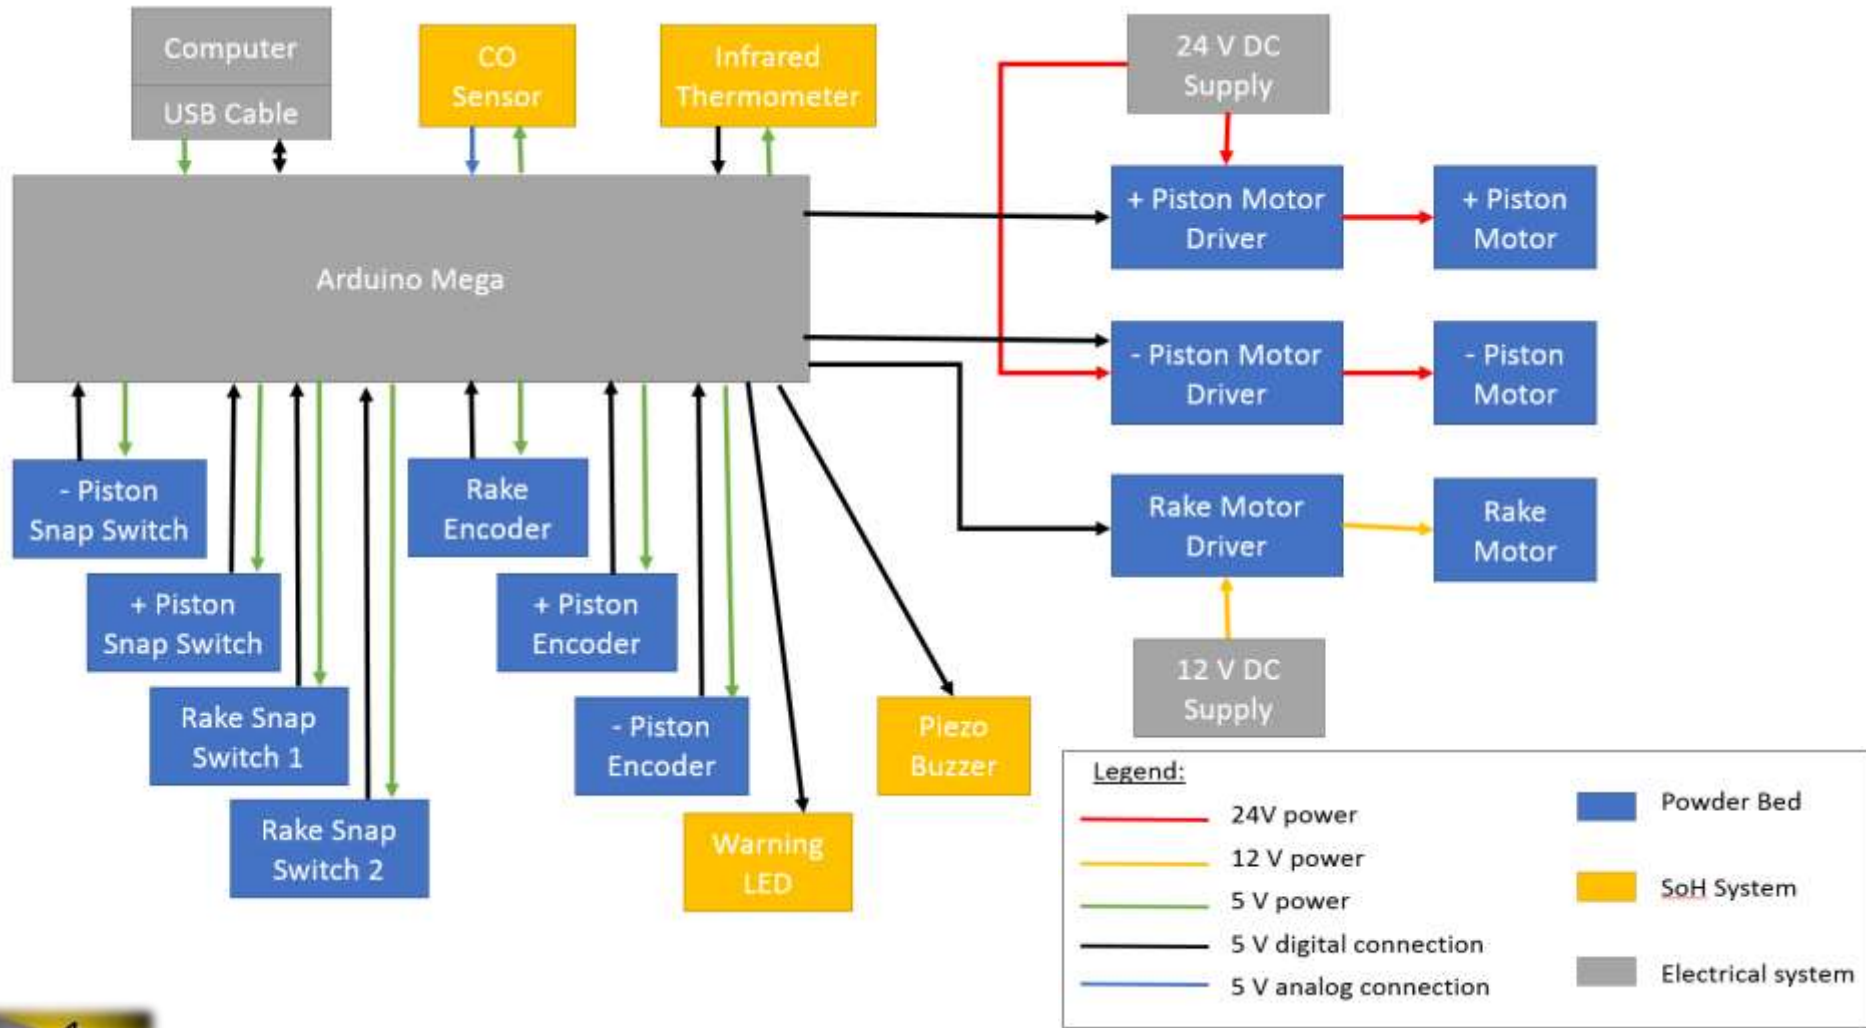 Computer
USB Cable
CO
Sensor
Infrared
Thermometer
24 V DC
Supply
+ Piston Motor
Driver
+ Piston
Motor
Arduino Mega
- Piston Motor
Driver
- Piston
Motor
- Piston
Snap Switch
Rake
Encoder
Rake Motor
Driver
Rake
Motor
+ Piston
Snap Switch
+ Piston
Encoder
12 V DC
Supply
Rake Snap
Switch 1
- Piston
Encoder
Piezo
Buzzer
Rake Snap
Switch 2
Warning
LED
Legend:
24V power
12 V power
5 V power
5 V digital connection
5 V analog connection
Powder Bed
SoH System
Electrical system